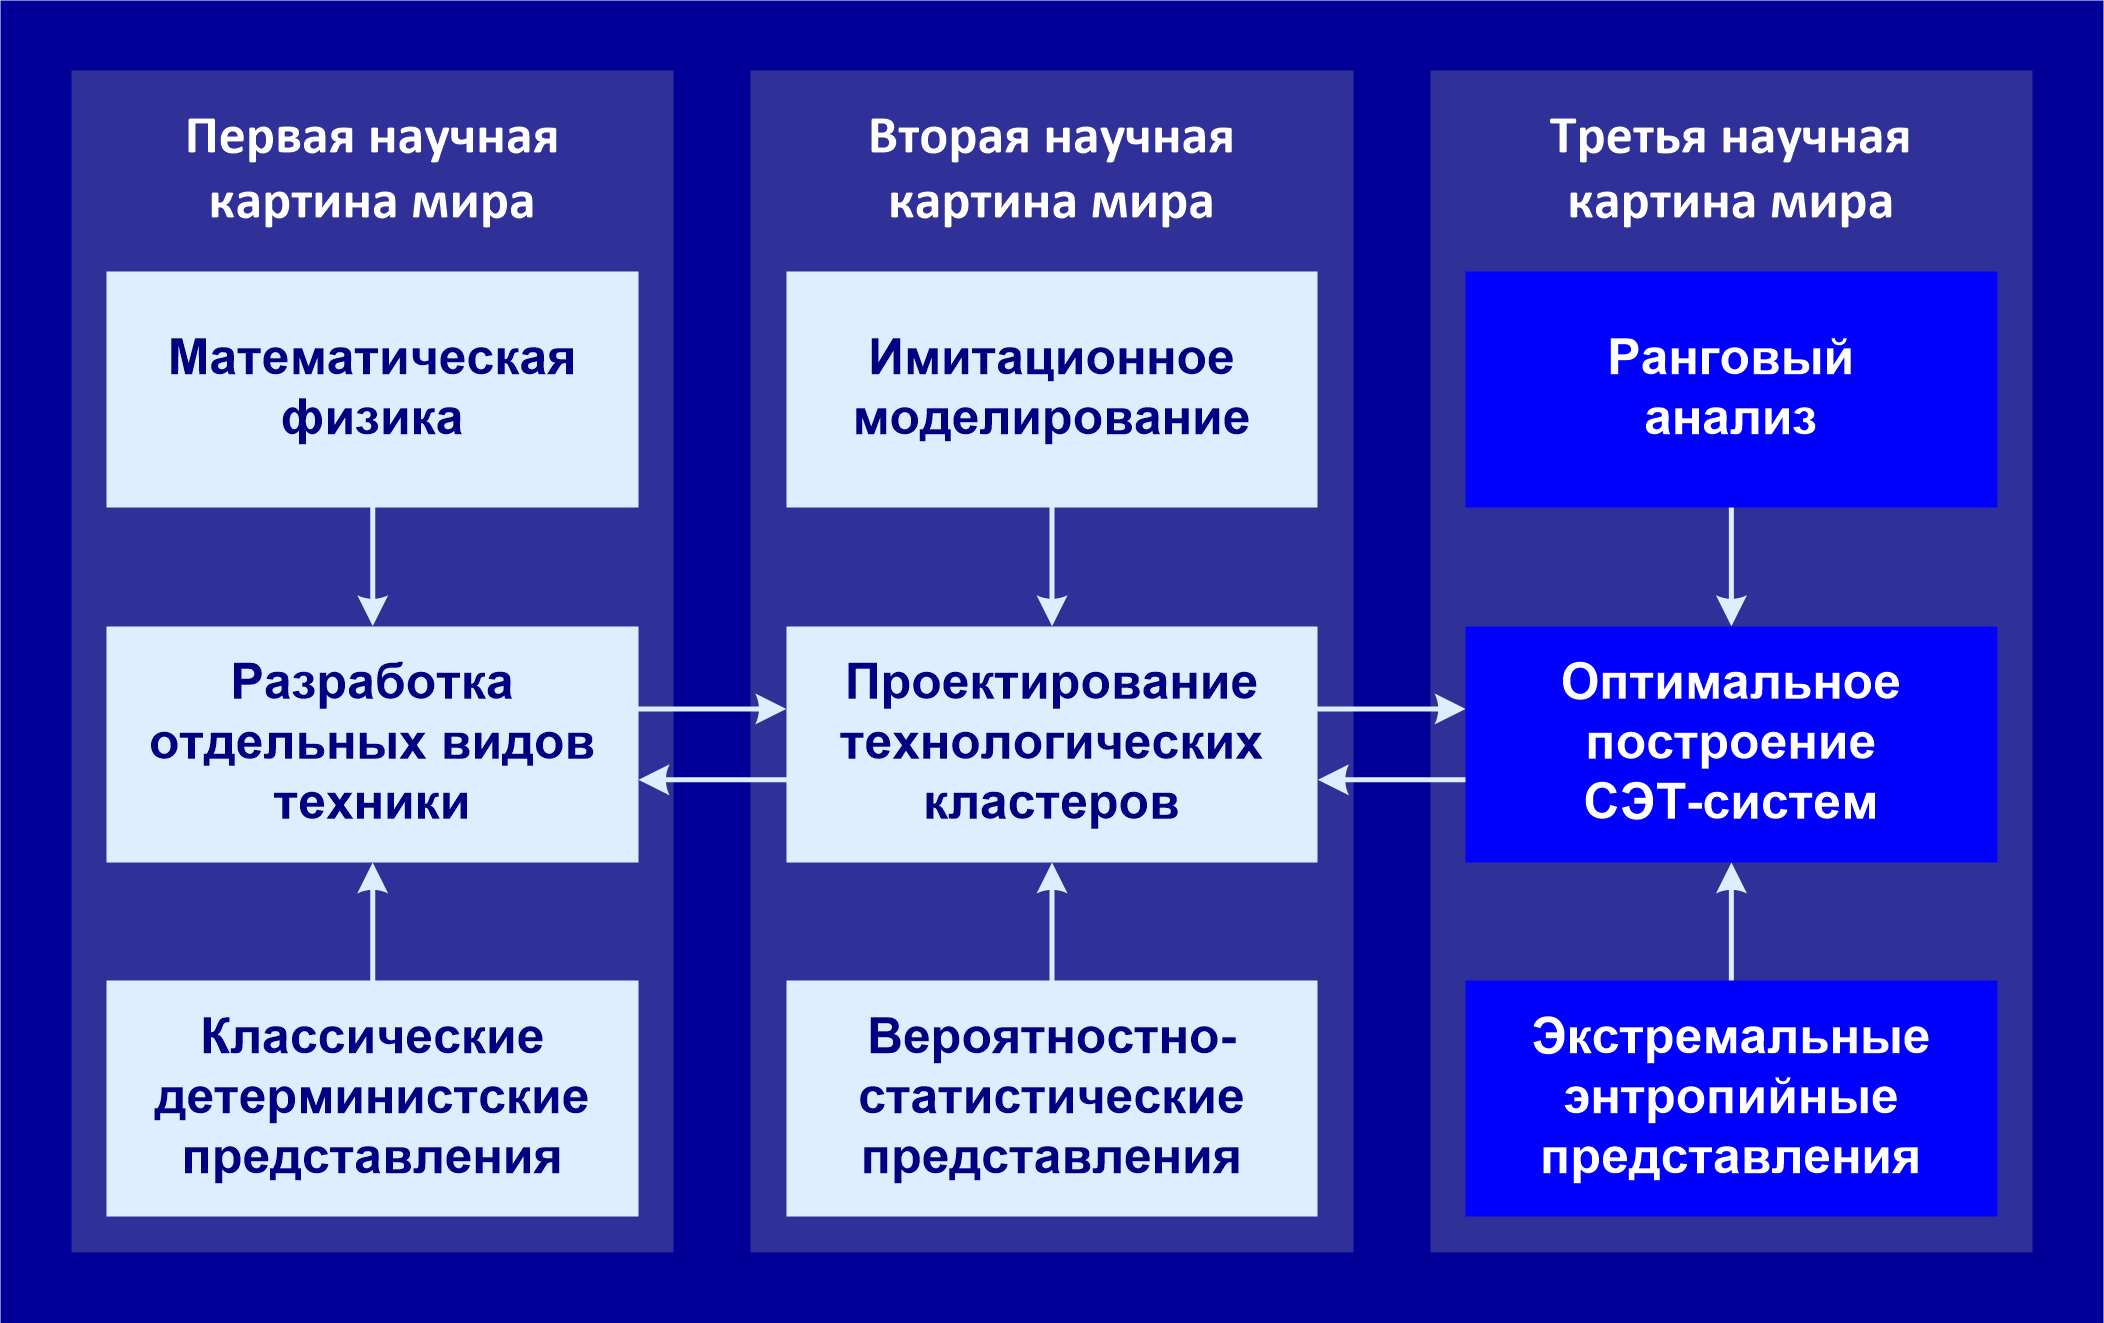 Первая научная
картина мира
Математическая
физика
Разработка
отдельных видов
техники
Классические
детерминистские
представления
Вторая научная
картина мира
Имитационное
моделирование
Проектирование
технологических
кластеров
Вероятностно-
статистические
представления
Третья научная
картина мира
Ранговый
анализ
Оптимальное
построение
СЭТ-систем
Экстремальные
энтропийные
представления